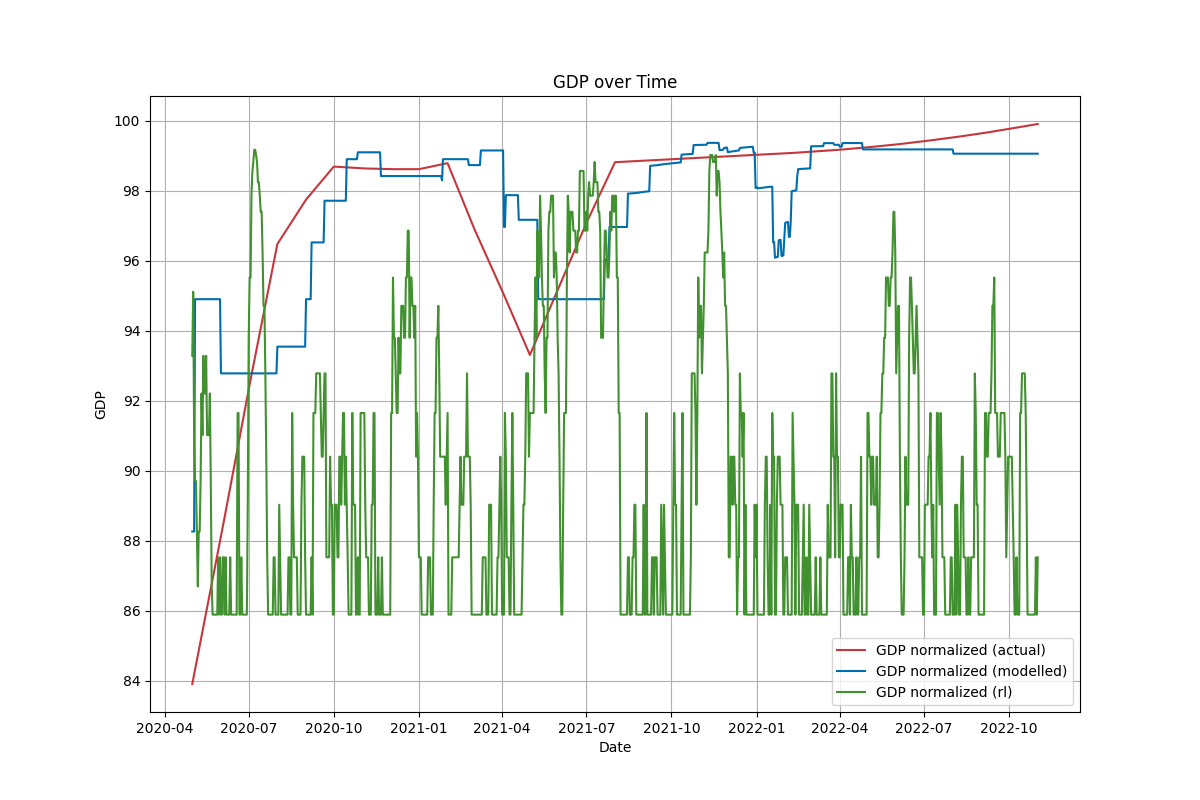 GDP over Time
GDP
100
98
96
94
92
90
88
86
84
2020-04 2020-07 2020-10 2021-01 2021-04 2021-07 2021-10 2022-01 2022-04 2022-07 2022-10
Date
GDP normalized (actual)
GDP normalized (modelled)
GDP normalized (rl)